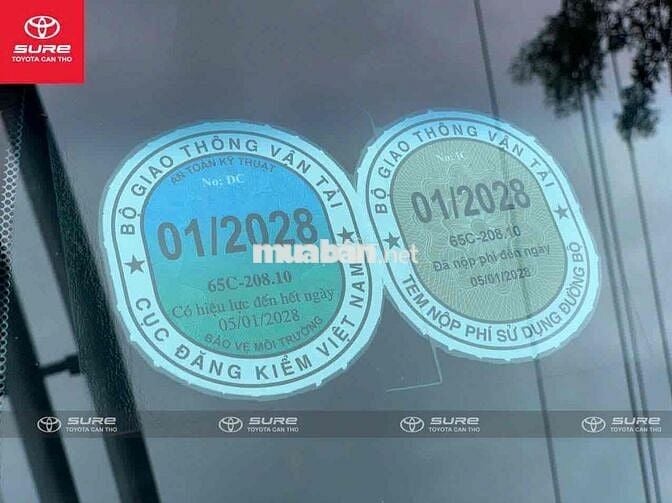 TOYOTA
SURE
TOYOTA CAN THO
BỘ GIAO THÔNG VẬN TẢI
AN TOÀN KỸ THUẬT
No: DC
01/2028
65C-208.10
Có hiệu lực đến hết ngày
05/01/2028
BẢO VỆ MÔI TRƯỜNG
CỤC ĐĂNG KIỂM VIỆT NAM
BỘ GIAO THÔNG VẬN TẢI
No: IC
01/2028
65C-208.10
Đã nộp phí đến ngày
05/01/2028
TEM NỘP PHÍ SỬ DỤNG ĐƯỜNG BỘ
muaban.net
SURE
TOYOTA CAN THO
SURE
TOYOTA CAN THO
SURE
TOYOTA CAN THO
SURE
TOYOTA CAN THO